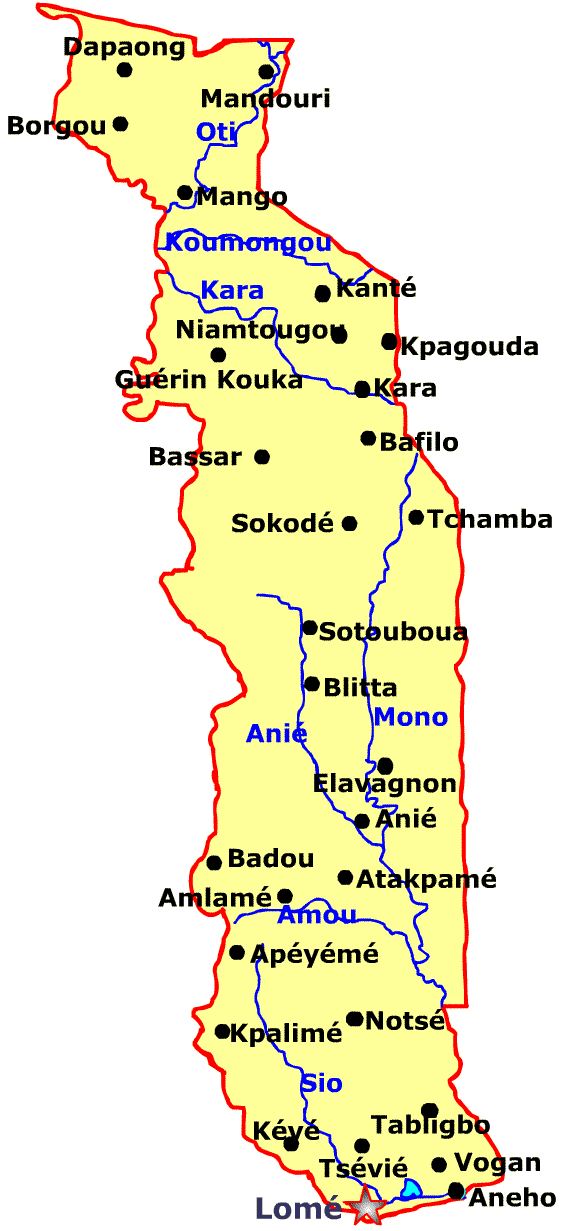 Dapaong
Mandouri
Borgou
Oti
Mango
Koumongou
Kara
Kanté
Niamtougou
Kpagouda
Guérin Kouka
Kara
Bafilo
Bassar
Sokodé
Tchamba
Sotouboua
Blitta
Mono
Anié
Elavagnon
Anié
Badou
Atakpamé
Amlamé
Amou
Apéyémé
Notsé
Kpalimé
Sio
Tabligbo
Kévé
Tsévié
Vogan
Aneho
Lomé